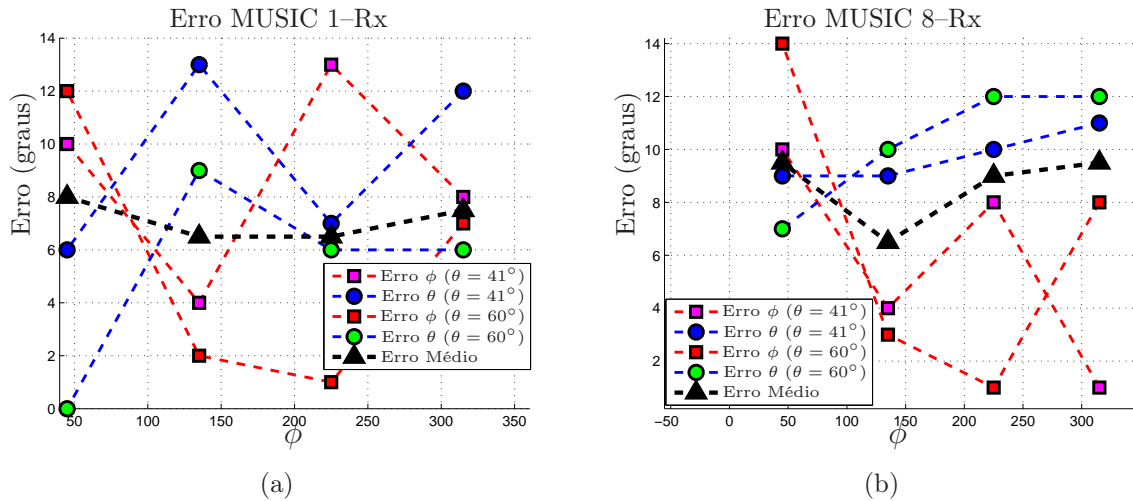 Erro MUSIC 1–Rx
14
12
10
8
6
4
2
0
Erro (graus)
50 100 150 200 250 300 350
ϕ
Erro ϕ (θ = 41°)
Erro θ (θ = 41°)
Erro ϕ (θ = 60°)
Erro θ (θ = 60°)
Erro Médio
(a)
Erro MUSIC 8–Rx
14
12
10
8
6
4
2
Erro (graus)
−50 0 50 100 150 200 250 300
ϕ
Erro ϕ (θ = 41°)
Erro θ (θ = 41°)
Erro ϕ (θ = 60°)
Erro θ (θ = 60°)
Erro Médio
(b)